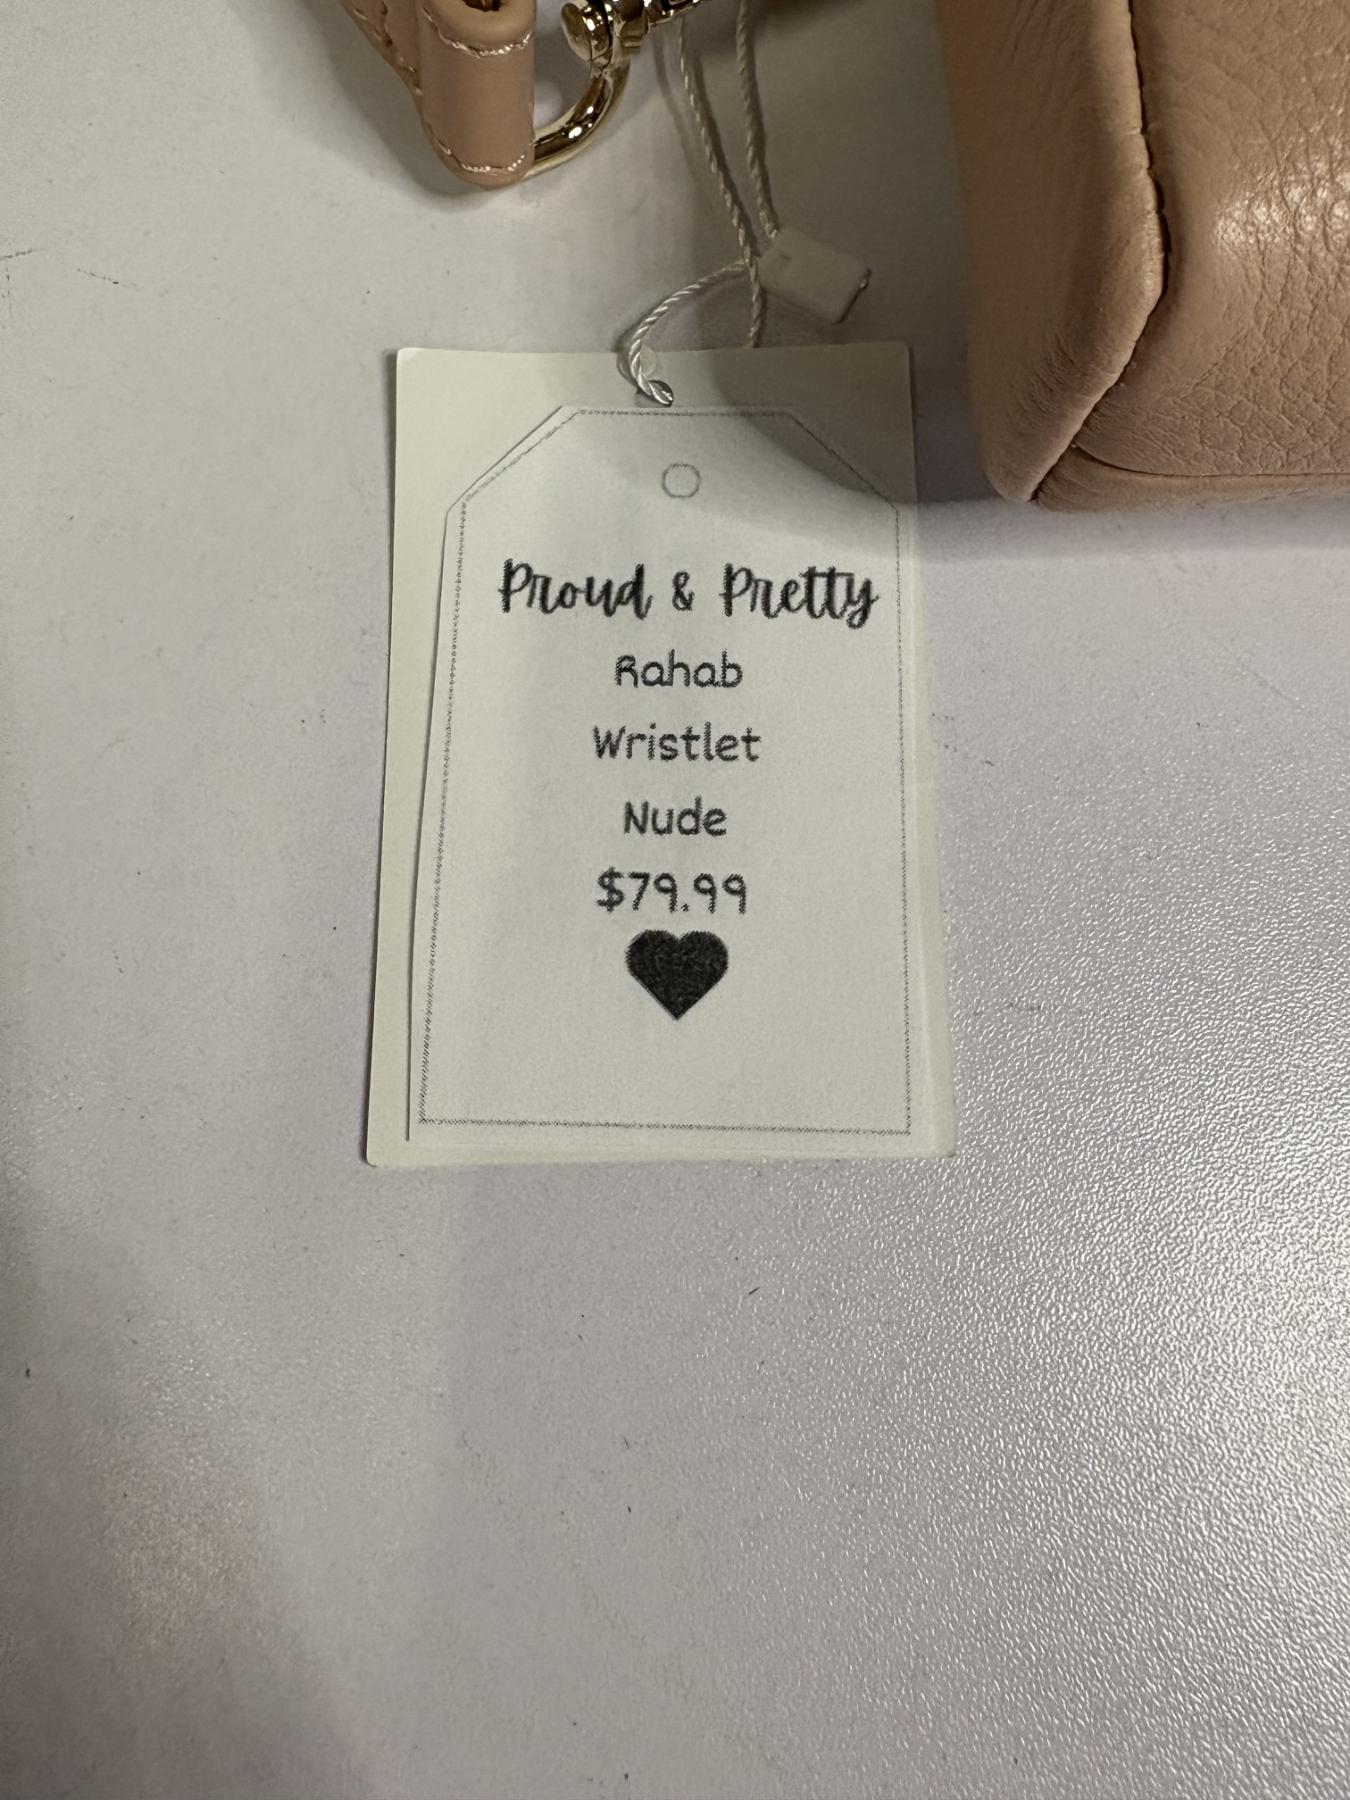 Proud & Pretty
Rahab
Wristlet
Nude
$79.99